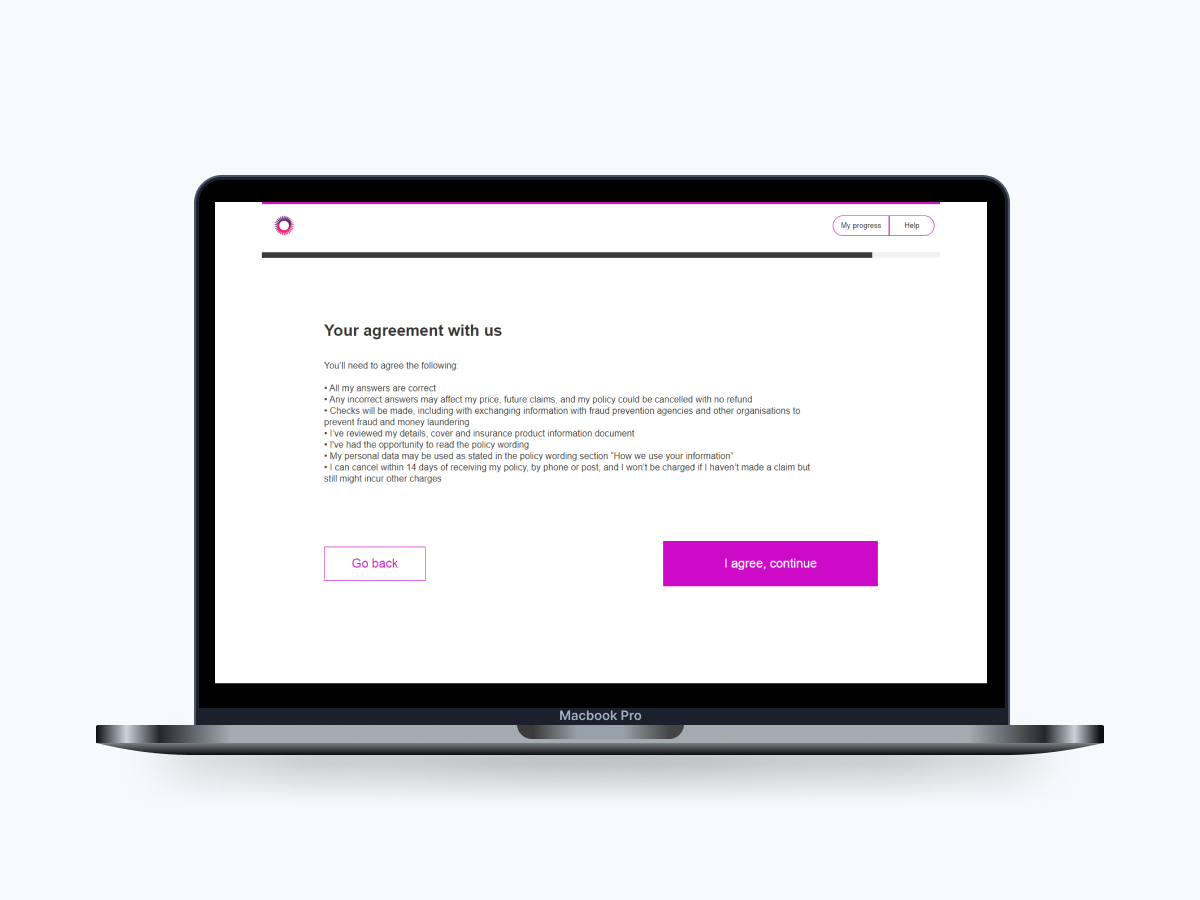 My progress
Help
Your agreement with us
You'll need to agree the following:
• All my answers are correct
• Any incorrect answers may affect my price, future claims, and my policy could be cancelled with no refund
• Checks will be made, including with exchanging information with fraud prevention agencies and other organisations to
prevent fraud and money laundering
• I've reviewed my details, cover and insurance product information document
• I've had the opportunity to read the policy wording
• My personal data may be used as stated in the policy wording section "How we use your information"
• I can cancel within 14 days of receiving my policy, by phone or post, and I won't be charged if I haven't made a claim but
still might incur other charges
Go back
I agree, continue
Macbook Pro